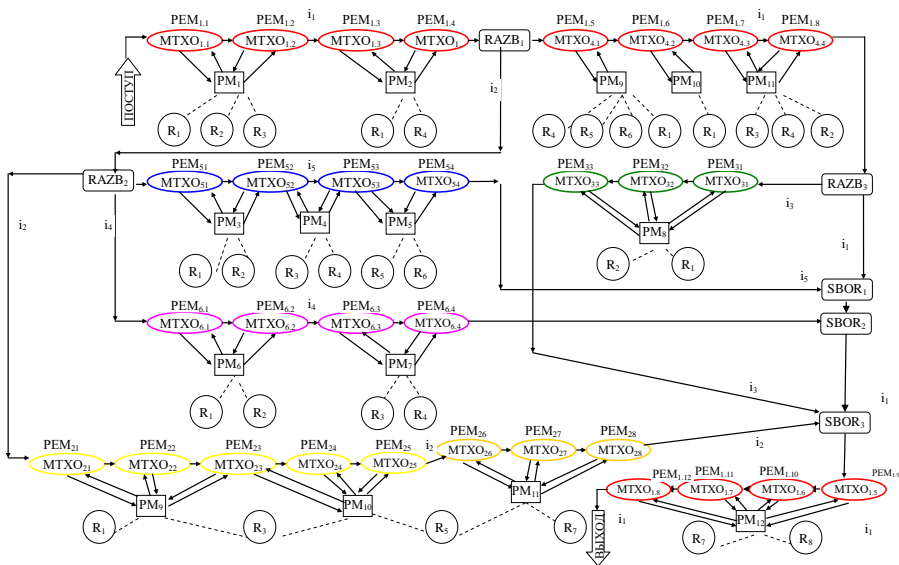 PEM1.1 PEM1.2 i1 PEM1.3 PEM1.4 PEM1.5 PEM1.6 i1 PEM1.7 PEM1.8
MTXO1.1 MTXO1.2 MTXO1.3 MTXO1 RAZB1 MTXO4.1 MTXO4.2 MTXO4.3 MTXO4.4
ПОСТУП PM1 PM2 i2 PM9 PM10 PM11
R1 R2 R3 R1 R4 R4 R5 R6 R1 R1 R3 R4 R2
PEM51 PEM52 i5 PEM53 PEM54 PEM33 PEM32 PEM31
RAZB2 MTXO51 MTXO52 MTXO53 MTXO54 MTXO33 MTXO32 MTXO31 RAZB3
i2 i4 PM3 PM4 PM5 PM8 i3
i1
R1 R2 R3 R4 R5 R6 R2 R1
i5 SBOR1
PEM6.1 PEM6.2 i4 PEM6.3 PEM6.4
MTXO6.1 MTXO6.2 MTXO6.3 MTXO6.4 SBOR2
PM6 PM7
i3 i1
R1 R2 R3 R4
SBOR3
PEM21 PEM22 PEM23 PEM24 PEM25 i2 PEM26 PEM27 PEM28 i2
MTXO21 MTXO22 MTXO23 MTXO24 MTXO25 MTXO26 MTXO27 MTXO28
PEM1.12 PEM1.11 PEM1.10
MTXO1.8 MTXO1.7 MTXO1.6 MTXO1.5
PM9 PM10 PM11
i1 PM12 i1
R1 R3 R5 R7 ВЫХОД R7 R8